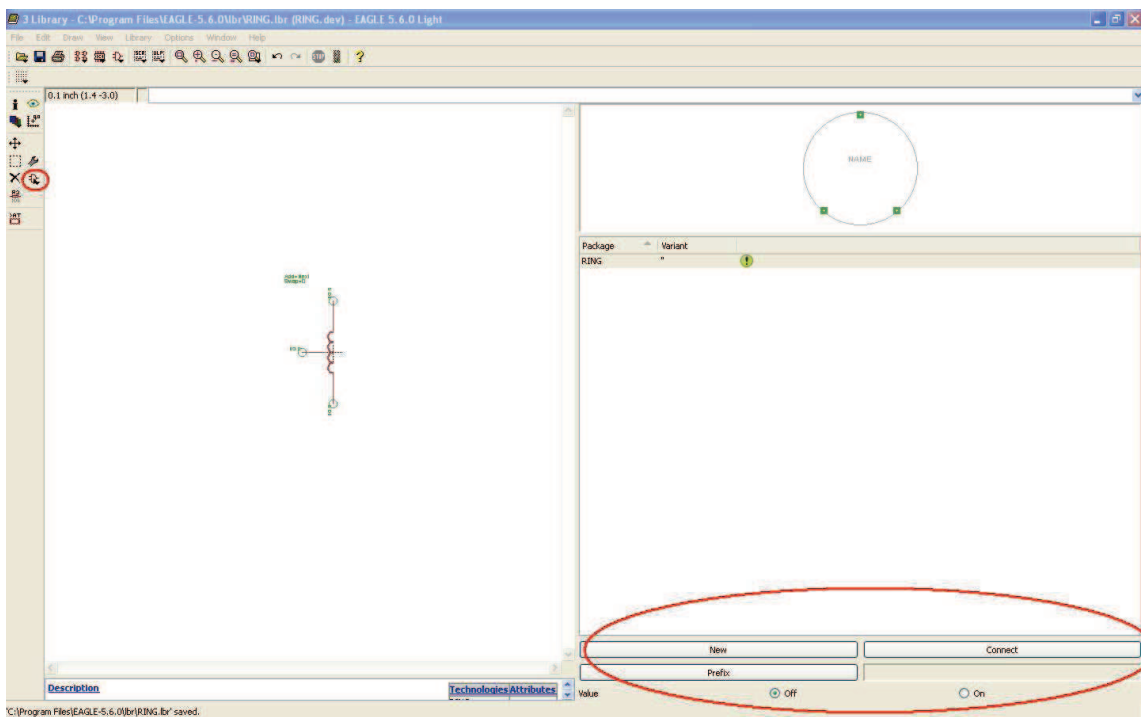 3 Library - C:\Program Files\EAGLE-5.6.0\lbr\RING.lbr (RING.dev) - EAGLE 5.6.0 Light
File Edit Draw View Library Options Window Help
0.1 inch (1.4 -3.0)
NAME
Package Variant
RING ''
New Connect
Prefix
Description Technologies Attributes
Value Off On
'C:\Program Files\EAGLE-5.6.0\lbr\RING.lbr' saved.